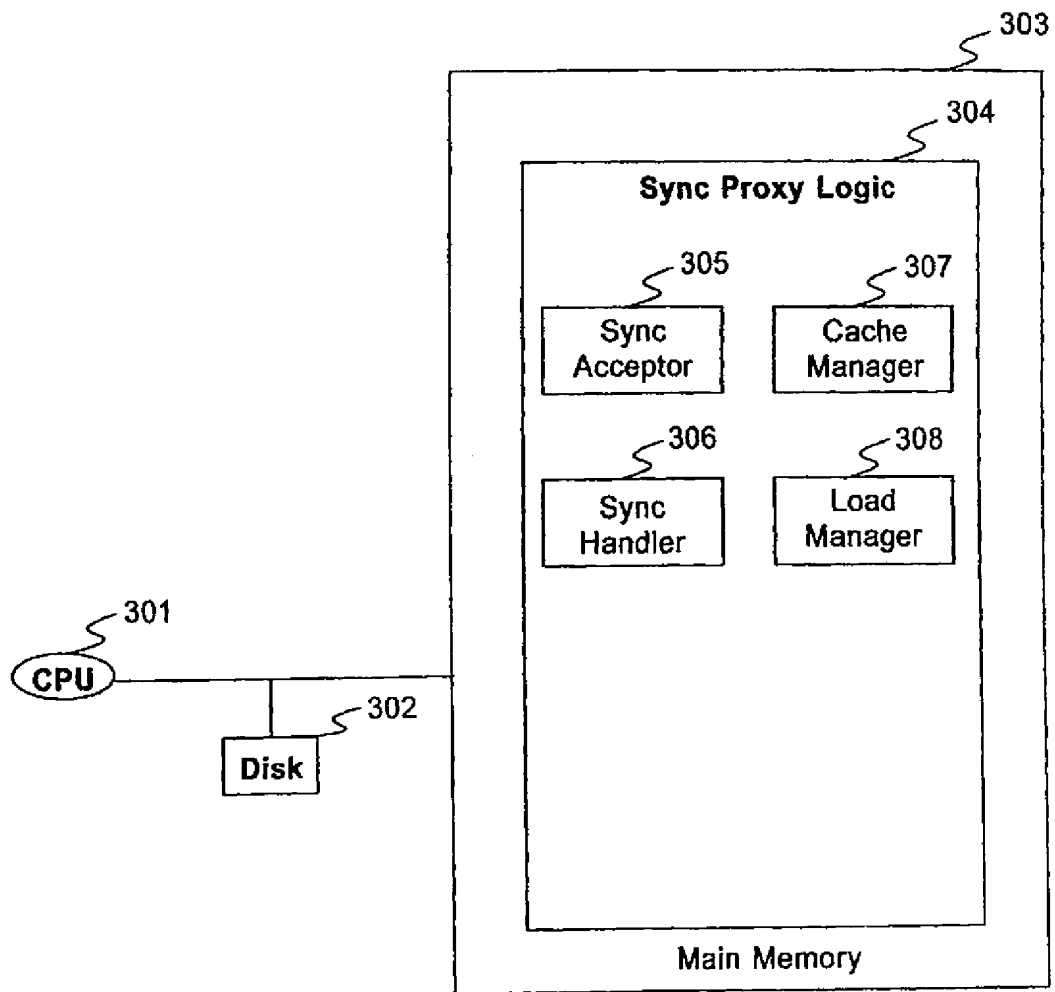 303
304
Sync Proxy Logic
305
307
Sync
Acceptor
Cache
Manager
306
308
Sync
Handler
Load
Manager
301
CPU
302
Disk
Main Memory